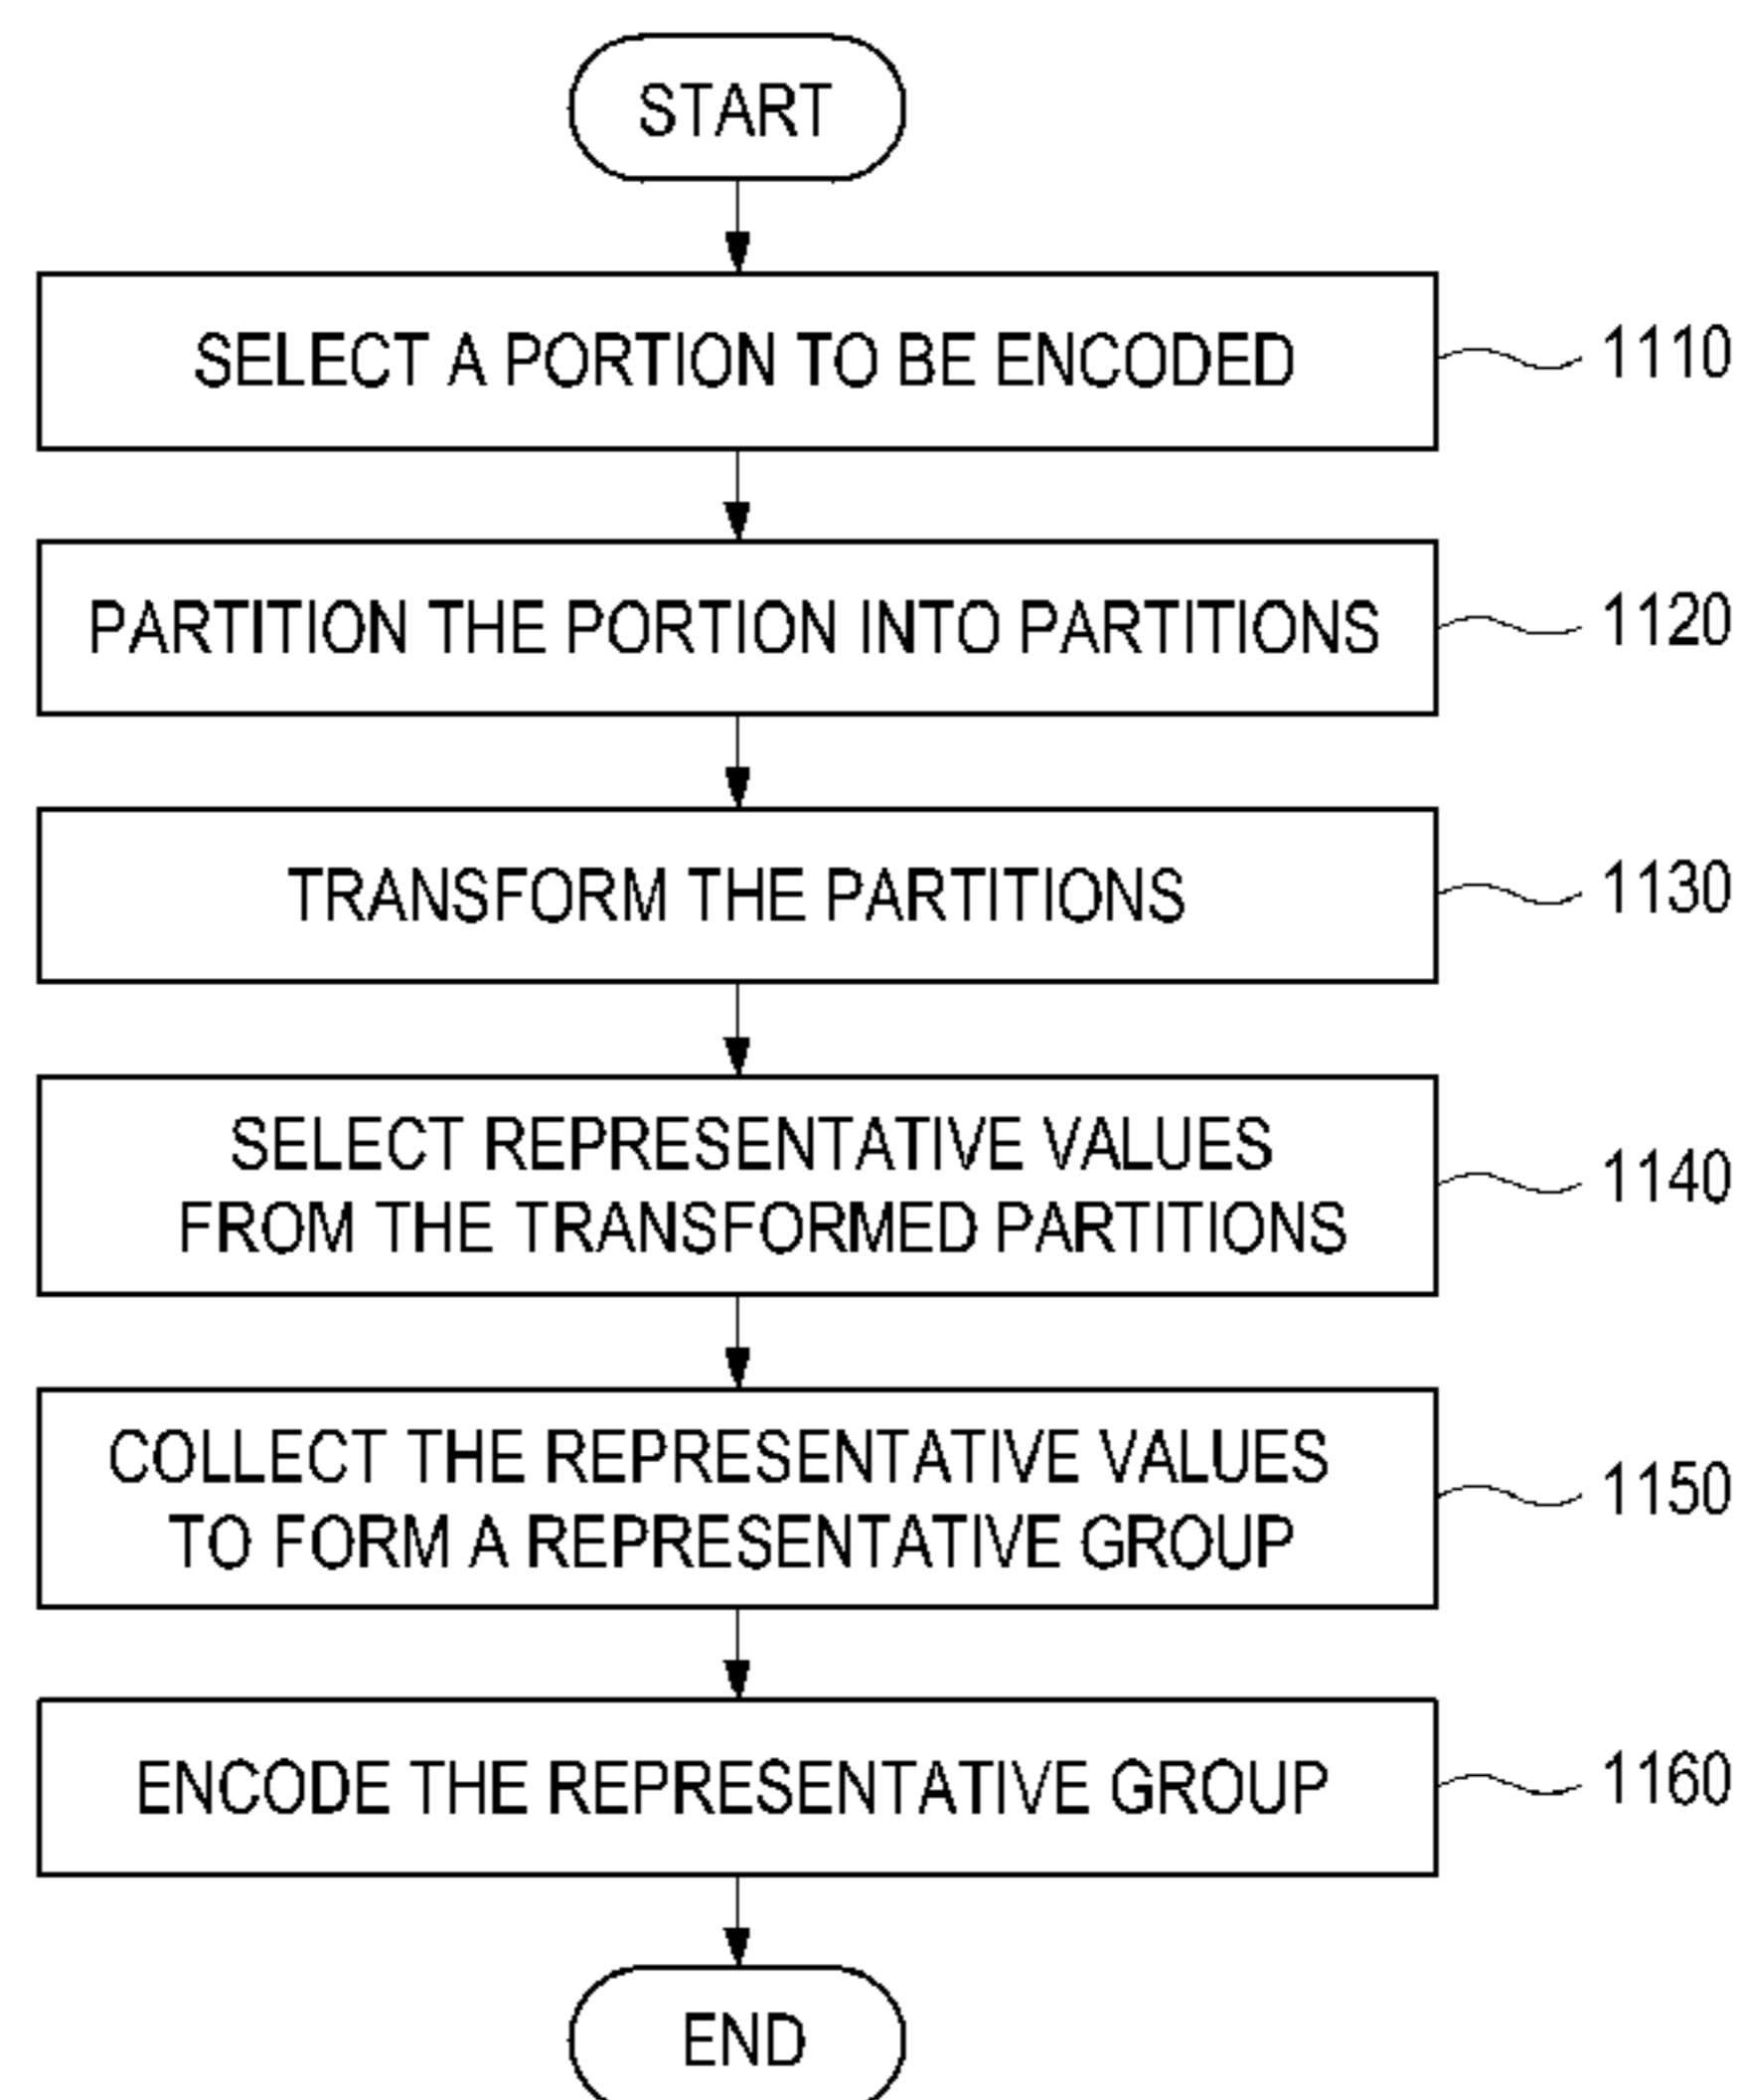 START
SELECT A PORTION TO BE ENCODED
1110
PARTITION THE PORTION INTO PARTITIONS
1120
TRANSFORM THE PARTITIONS
1130
SELECT REPRESENTATIVE VALUES
FROM THE TRANSFORMED PARTITIONS
1140
COLLECT THE REPRESENTATIVE VALUES
TO FORM A REPRESENTATIVE GROUP
1150
ENCODE THE REPRESENTATIVE GROUP
1160
END